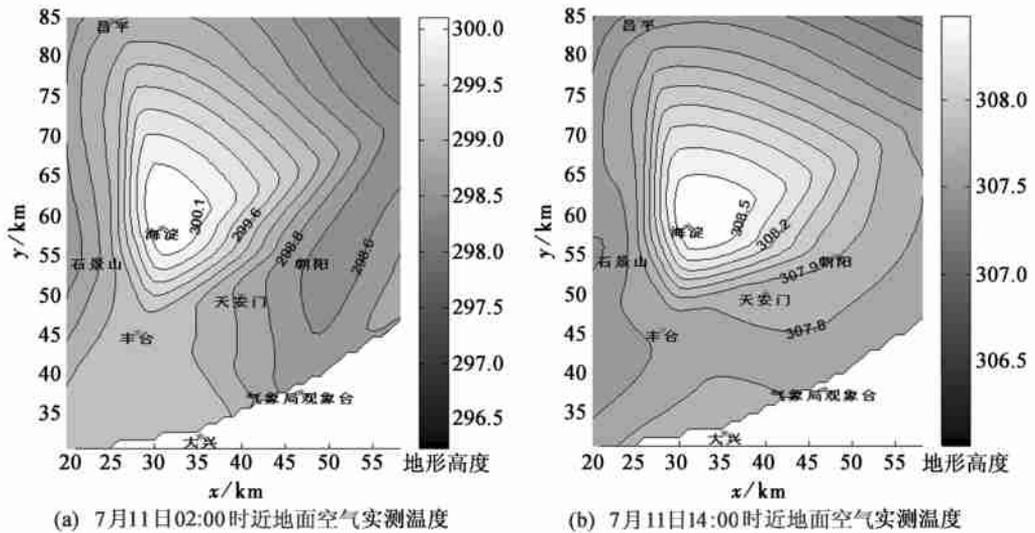 85
80
75
70
65
60
55
50
45
40
35
y/km
昌平
海淀
石景山
朝阳
天安门
丰台
气象局观象台
大兴
300.1
299.6
298.8
298.6
20 25 30 35 40 45 50 55
x/km
300.0
299.5
299.0
298.5
298.0
297.5
297.0
296.5
地形高度
(a) 7月11日02:00时近地面空气实测温度
85
80
75
70
65
60
55
50
45
40
35
y/km
昌平
海淀
石景山
朝阳
天安门
丰台
气象局观象台
大兴
308.5
308.2
307.9
307.8
20 25 30 35 40 45 50 55
x/km
308.0
307.5
307.0
306.5
地形高度
(b) 7月11日14:00时近地面空气实测温度